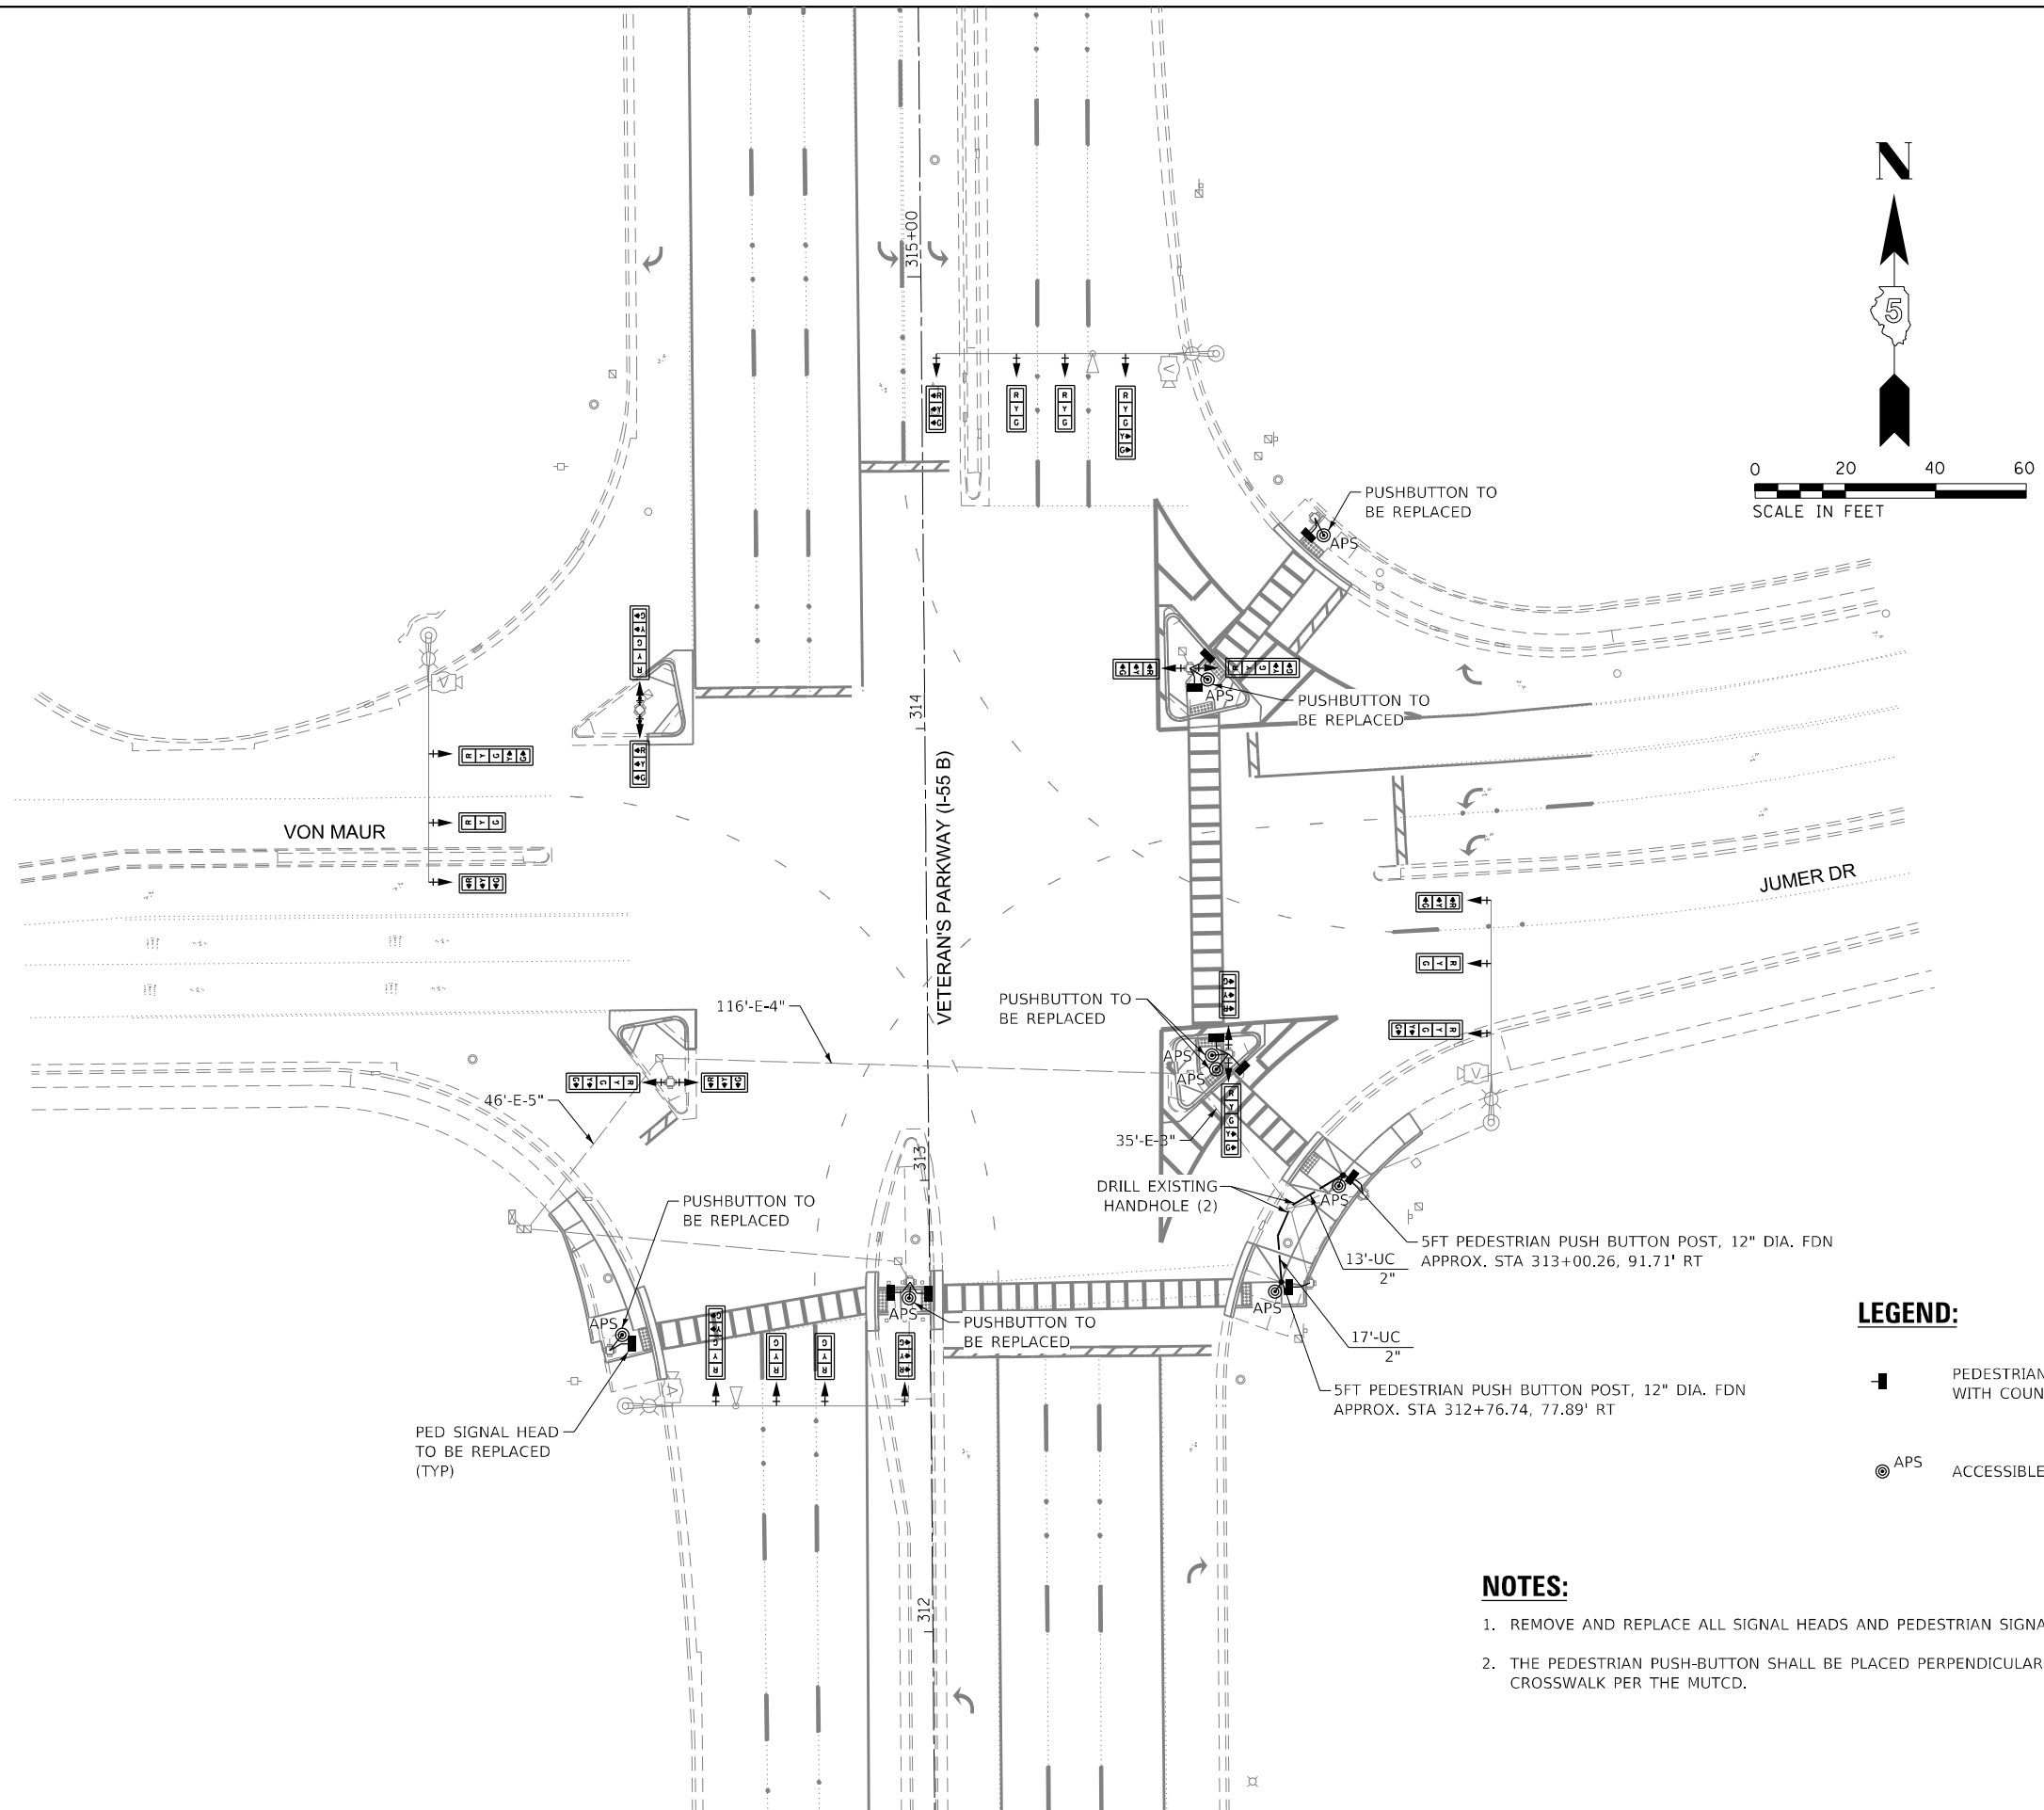 N
5
0 20 40 60
SCALE IN FEET
315+00
314
313
312
VETERAN'S PARKWAY (I-55 B)
VON MAUR
JUMER DR
PUSHBUTTON TO
BE REPLACED
APS
PUSHBUTTON TO
BE REPLACED
APS
116'-E-4"
PUSHBUTTON TO
BE REPLACED
APS
APS
46'-E-5"
35'-E-3"
DRILL EXISTING
HANDHOLE (2)
APS
PUSHBUTTON TO
BE REPLACED
5FT PEDESTRIAN PUSH BUTTON POST, 12" DIA. FDN
APPROX. STA 313+00.26, 91.71' RT
13'-UC
2"
APS
APS
APS
PUSHBUTTON TO
BE REPLACED
17'-UC
2"
5FT PEDESTRIAN PUSH BUTTON POST, 12" DIA. FDN
APPROX. STA 312+76.74, 77.89' RT
PED SIGNAL HEAD
TO BE REPLACED
(TYP)
LEGEND:
PEDESTRIAN
WITH COUN
APS ACCESSIBLE
NOTES:
1. REMOVE AND REPLACE ALL SIGNAL HEADS AND PEDESTRIAN SIGNA
2. THE PEDESTRIAN PUSH-BUTTON SHALL BE PLACED PERPENDICULAR
CROSSWALK PER THE MUTCD.